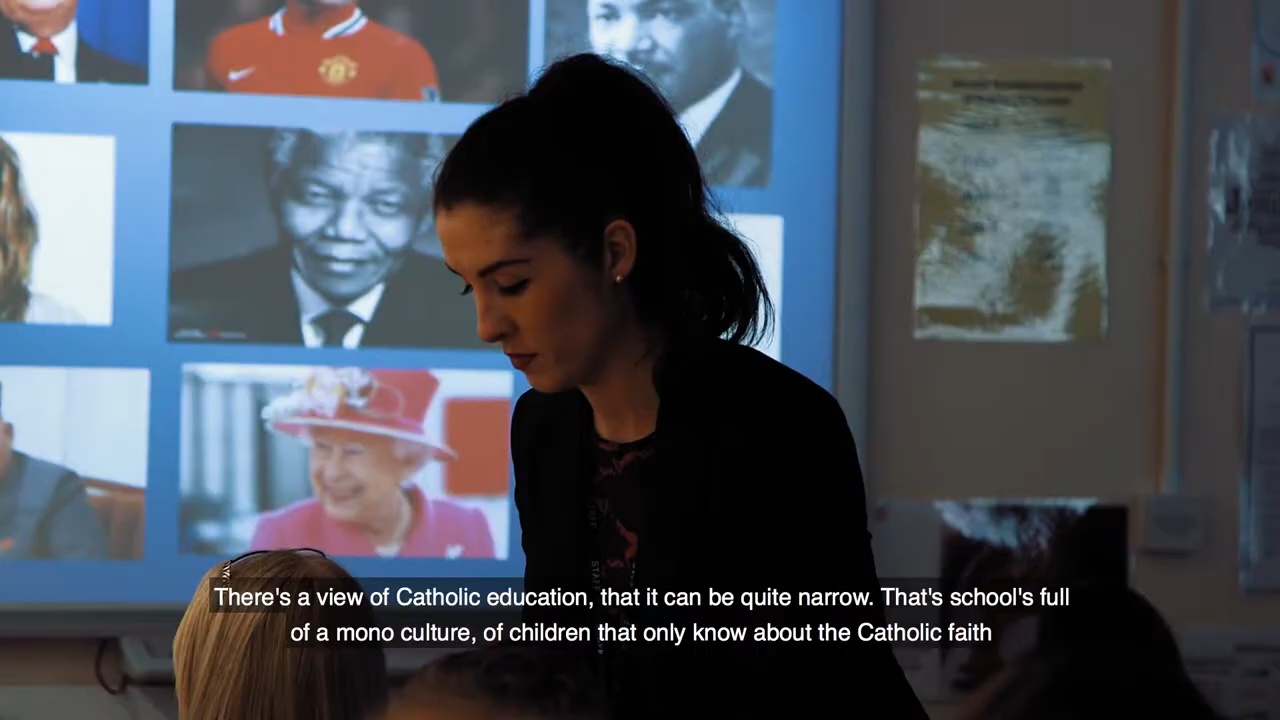 There's a view of Catholic education, that it can be quite narrow. That's school's full
of a mono culture, of children that only know about the Catholic faith